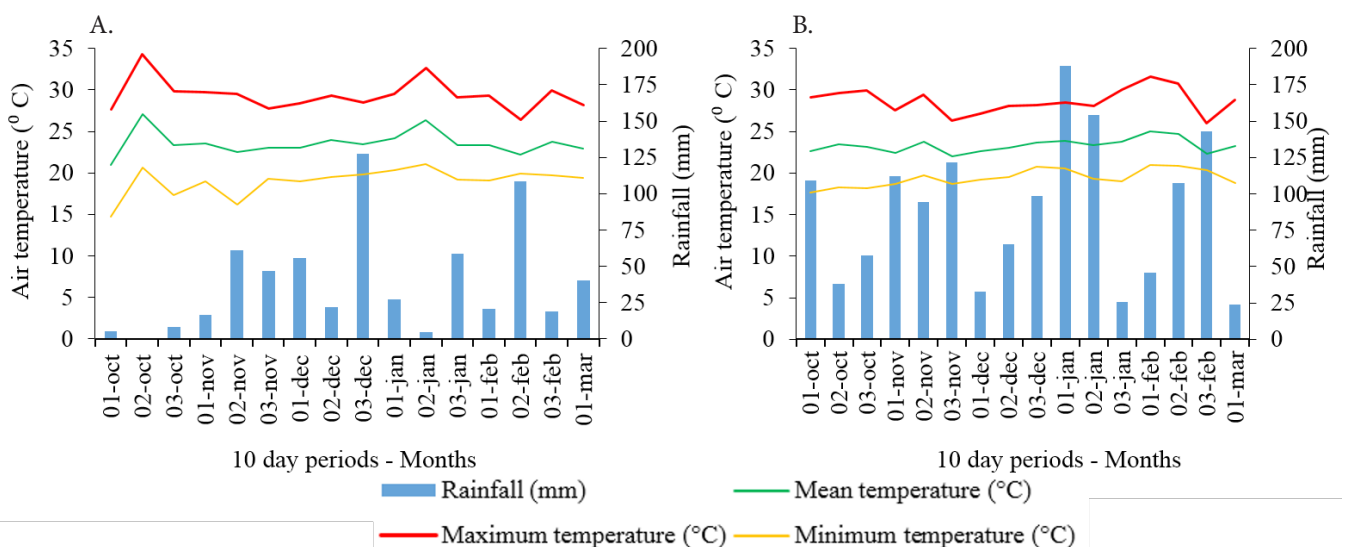 A.
Air temperature (⁰ C)
35
30
25
20
15
10
5
0
200
175
150
125
100
75
50
25
0
Rainfall (mm)
01-oct
02-oct
03-oct
01-nov
02-nov
03-nov
01-dec
02-dec
03-dec
01-jan
02-jan
03-jan
01-feb
02-feb
03-feb
01-mar
10 day periods - Months
B.
Air temperature (⁰ C)
35
30
25
20
15
10
5
0
200
175
150
125
100
75
50
25
0
Rainfall (mm)
01-oct
02-oct
03-oct
01-nov
02-nov
03-nov
01-dec
02-dec
03-dec
01-jan
02-jan
03-jan
01-feb
02-feb
03-feb
01-mar
10 day periods - Months
Rainfall (mm)
Mean temperature (°C)
Maximum temperature (°C)
Minimum temperature (°C)